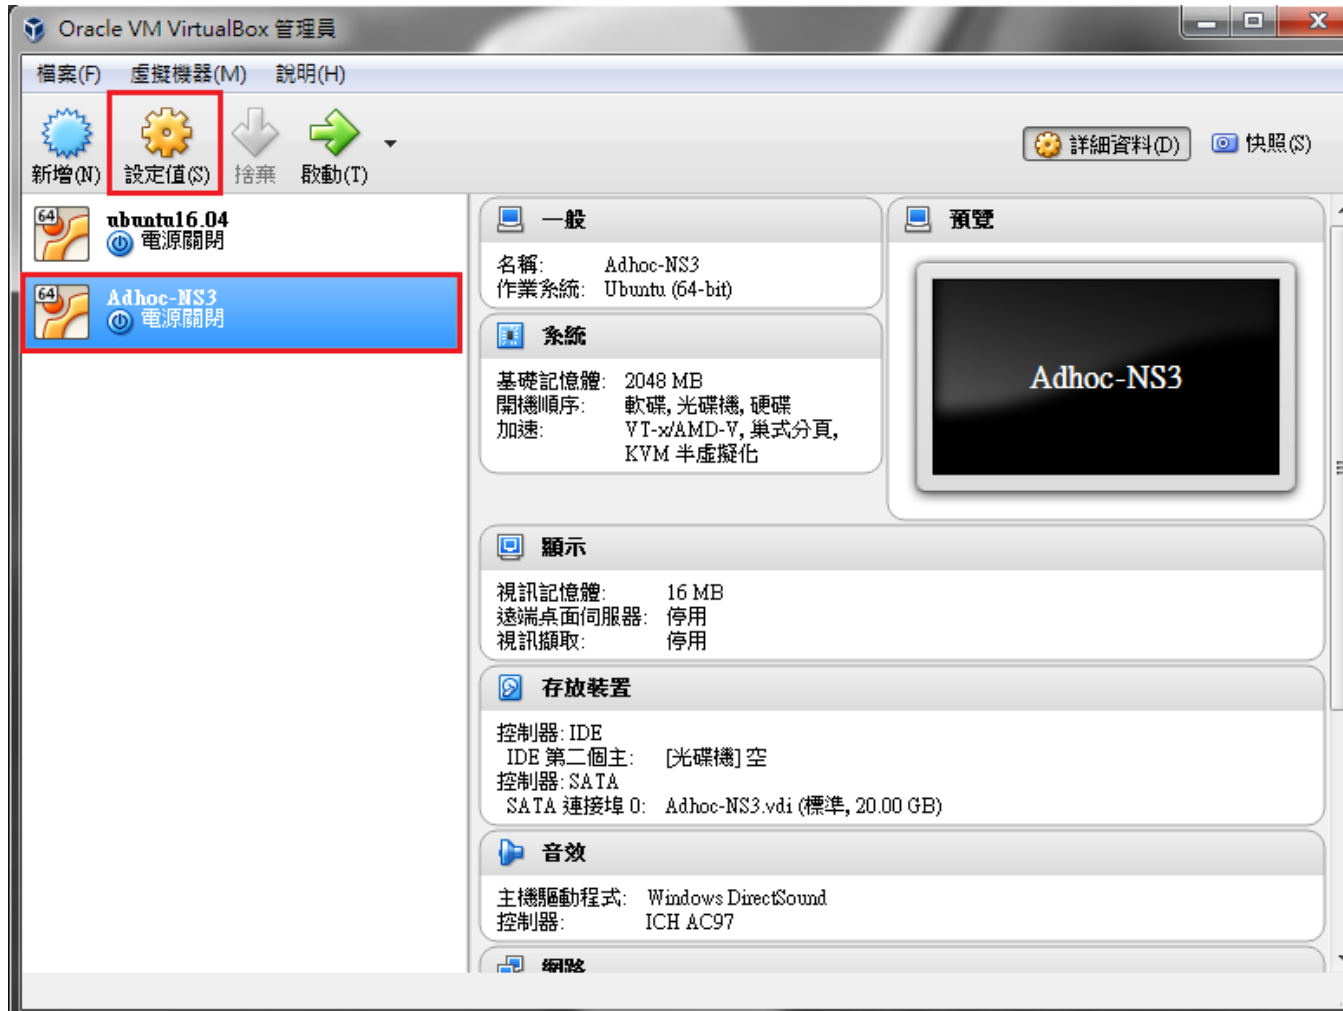 Oracle VM VirtualBox 管理員
檔案(F) 虛擬機器(M) 說明(H)
新增(N) 設定值(S) 捨棄 啟動(T) 詳細資料(D) 快照(S)
64 ubuntu16.04
電源關閉
64 Adhoc-NS3
電源關閉
一般
名稱: Adhoc-NS3
作業系統: Ubuntu (64-bit)
預覽
Adhoc-NS3
系統
基礎記憶體: 2048 MB
開機順序: 軟碟, 光碟機, 硬碟
加速: VT-x/AMD-V, 巢式分頁,
KVM 半虛擬化
顯示
視訊記憶體: 16 MB
遠端桌面伺服器: 停用
視訊擷取: 停用
存放裝置
控制器: IDE
IDE 第二個主: [光碟機] 空
控制器: SATA
SATA 連接埠 0: Adhoc-NS3.vdi (標準, 20.00 GB)
音效
主機驅動程式: Windows DirectSound
控制器: ICH AC97
網路